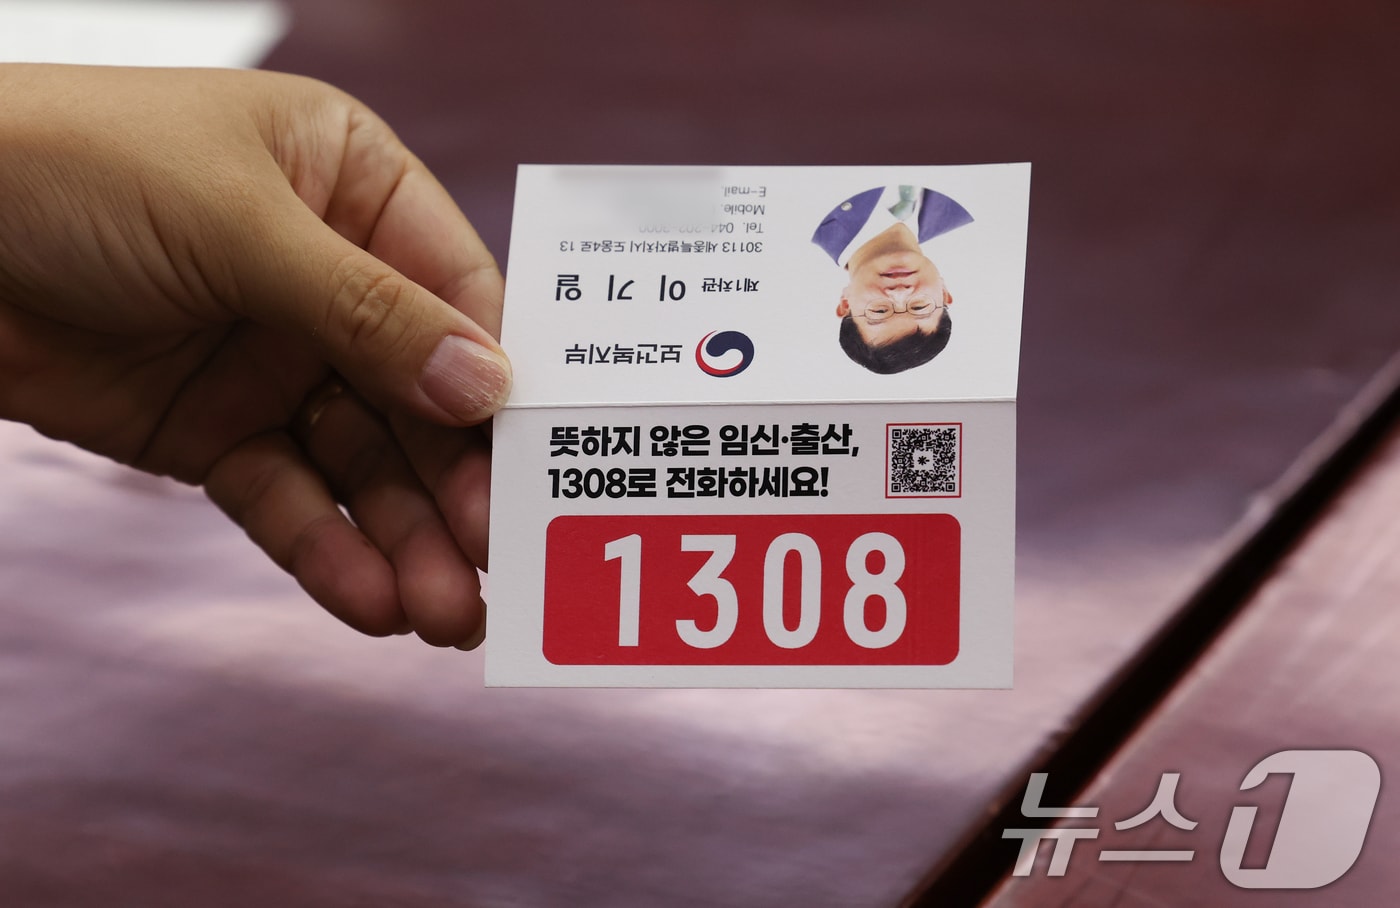 보건복지부
제1차관 이 기 일
30113 세종특별자치시 도움4로 13
Tel. 044-202-3000
Mobile.
E-mail.
뜻하지 않은 임신·출산,
1308로 전화하세요!
1308
뉴스1